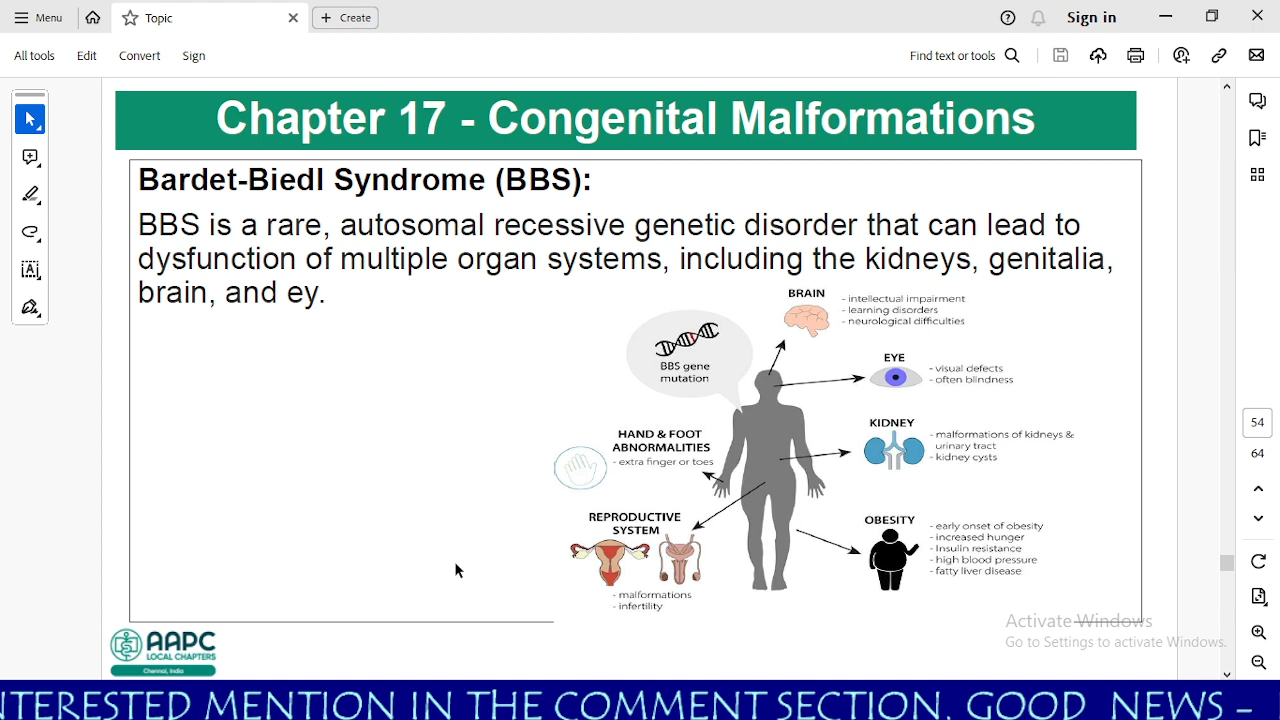 Menu
Topic
Create
Sign in
All tools
Edit
Convert
Sign
Find text or tools
Chapter 17 - Congenital Malformations
Bardet-Biedl Syndrome (BBS):
BBS is a rare, autosomal recessive genetic disorder that can lead to
dysfunction of multiple organ systems, including the kidneys, genitalia,
brain, and ey.
BRAIN
- intellectual impairment
- learning disorders
- neurological difficulties
BBS gene
mutation
EYE
- visual defects
- often blindness
HAND & FOOT
ABNORMALITIES
- extra finger or toes
KIDNEY
- malformations of kidneys &
urinary tract
- kidney cysts
REPRODUCTIVE
SYSTEM
- malformations
- infertility
OBESITY
- early onset of obesity
- increased hunger
- Insulin resistance
- high blood pressure
- fatty liver disease
54
64
Activate Windows
Go to Settings to activate Windows.
AAPC
LOCAL CHAPTERS
Chennai, India
NTERESTED MENTION IN THE COMMENT SECTION. GOOD NEWS -